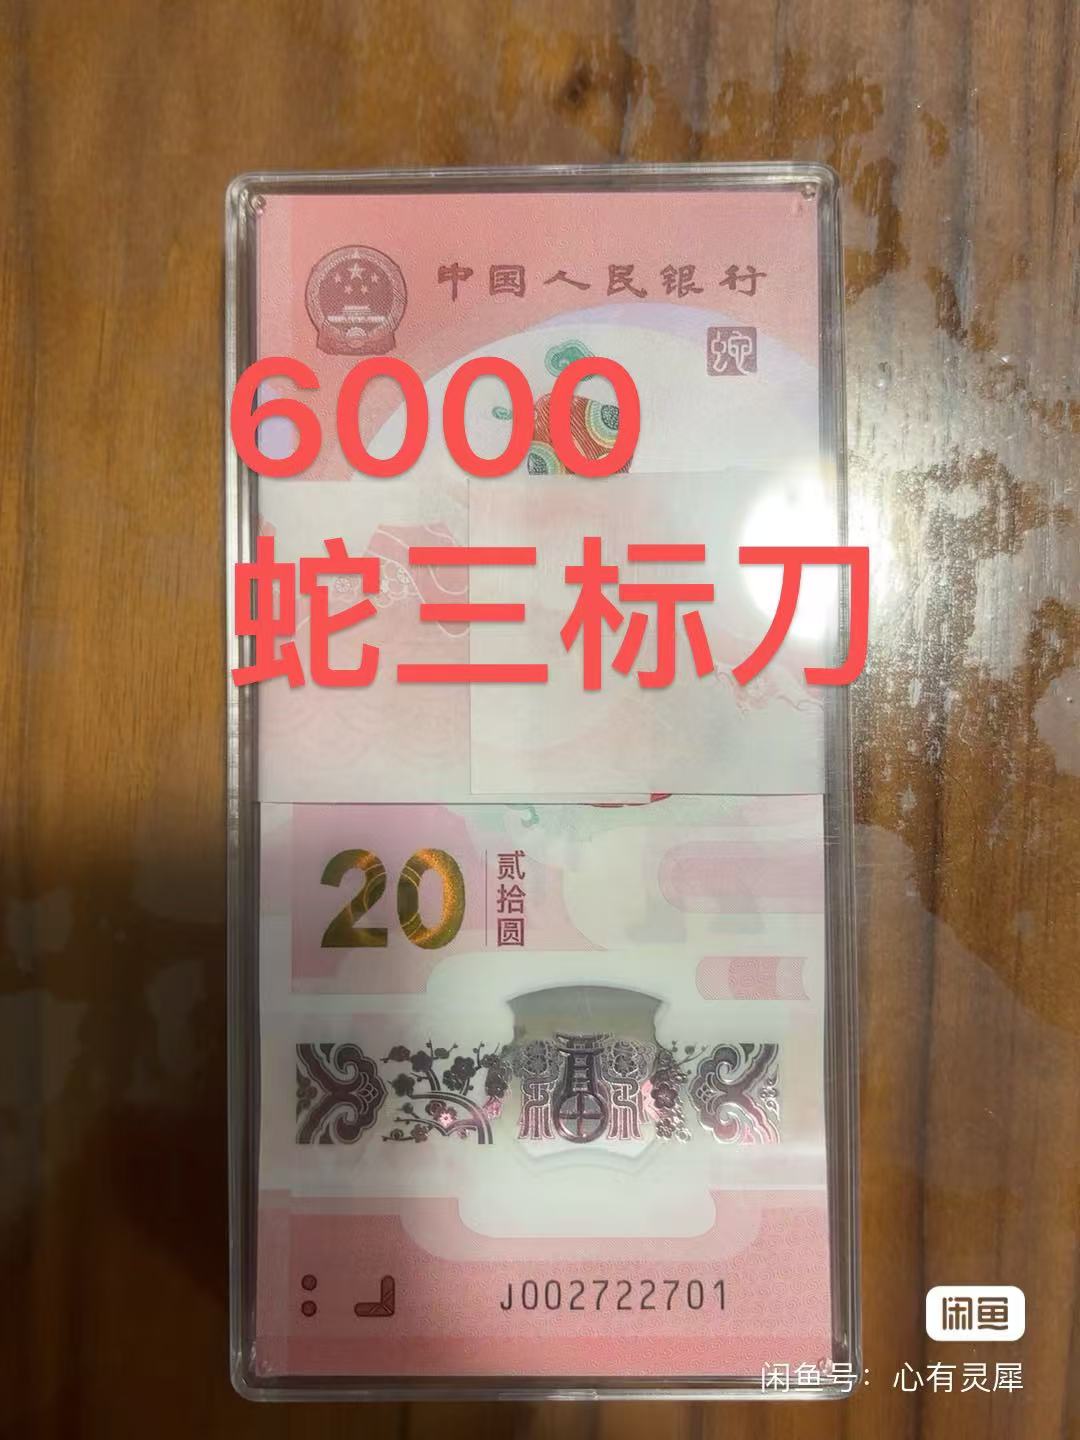 中国人民银行
蛇
6000
蛇三标刀
20
贰拾圆
J002722701
闲鱼
闲鱼号：心有灵犀